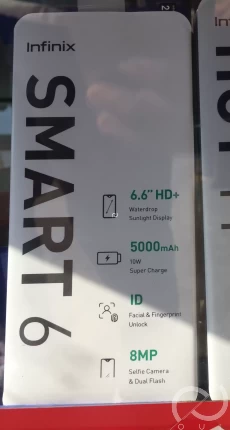 Infinix
SMART 6
6.6" HD+
Waterdrop
Sunlight Display
5000mAh
10W
Super Charge
ID
Facial & Fingerprint
Unlock
8MP
Selfie Camera
& Dual Flash